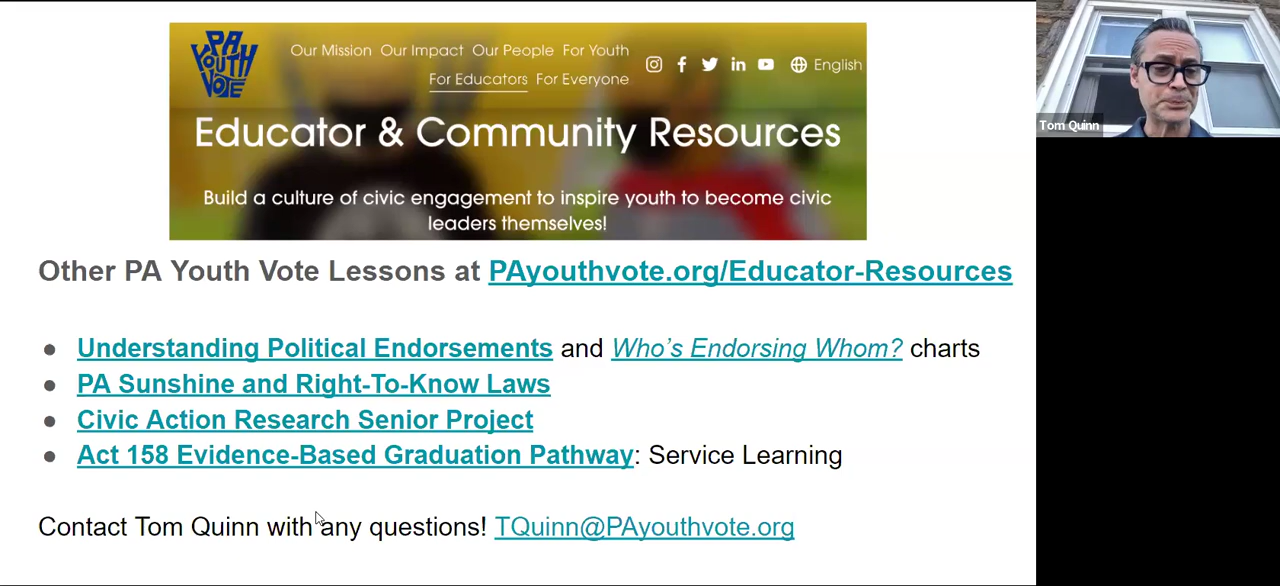 PA
YOUTH
VOTE
Our Mission Our Impact Our People For Youth
For Educators For Everyone
English
Educator & Community Resources
Build a culture of civic engagement to inspire youth to become civic
leaders themselves!
Tom Quinn
Other PA Youth Vote Lessons at PAyouthvote.org/Educator-Resources
● Understanding Political Endorsements and Who's Endorsing Whom? charts
● PA Sunshine and Right-To-Know Laws
● Civic Action Research Senior Project
● Act 158 Evidence-Based Graduation Pathway: Service Learning
Contact Tom Quinn with any questions! TQuinn@PAyouthvote.org